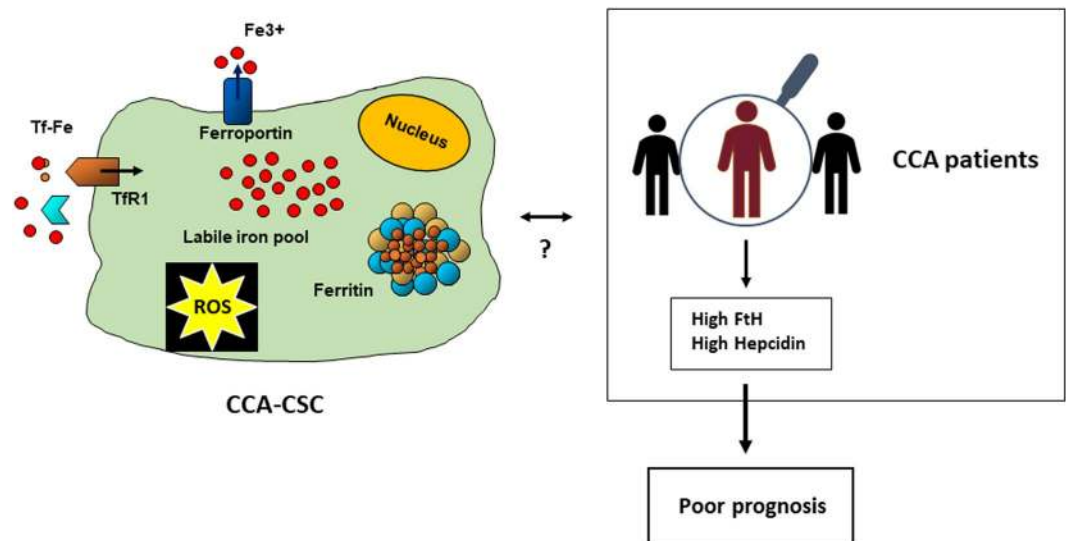 Fe3+
Tf-Fe
Ferroportin
Nucleus
TfR1
Labile iron pool
Ferritin
ROS
CCA-CSC
?
CCA patients
High FtH
High Hepcidin
Poor prognosis